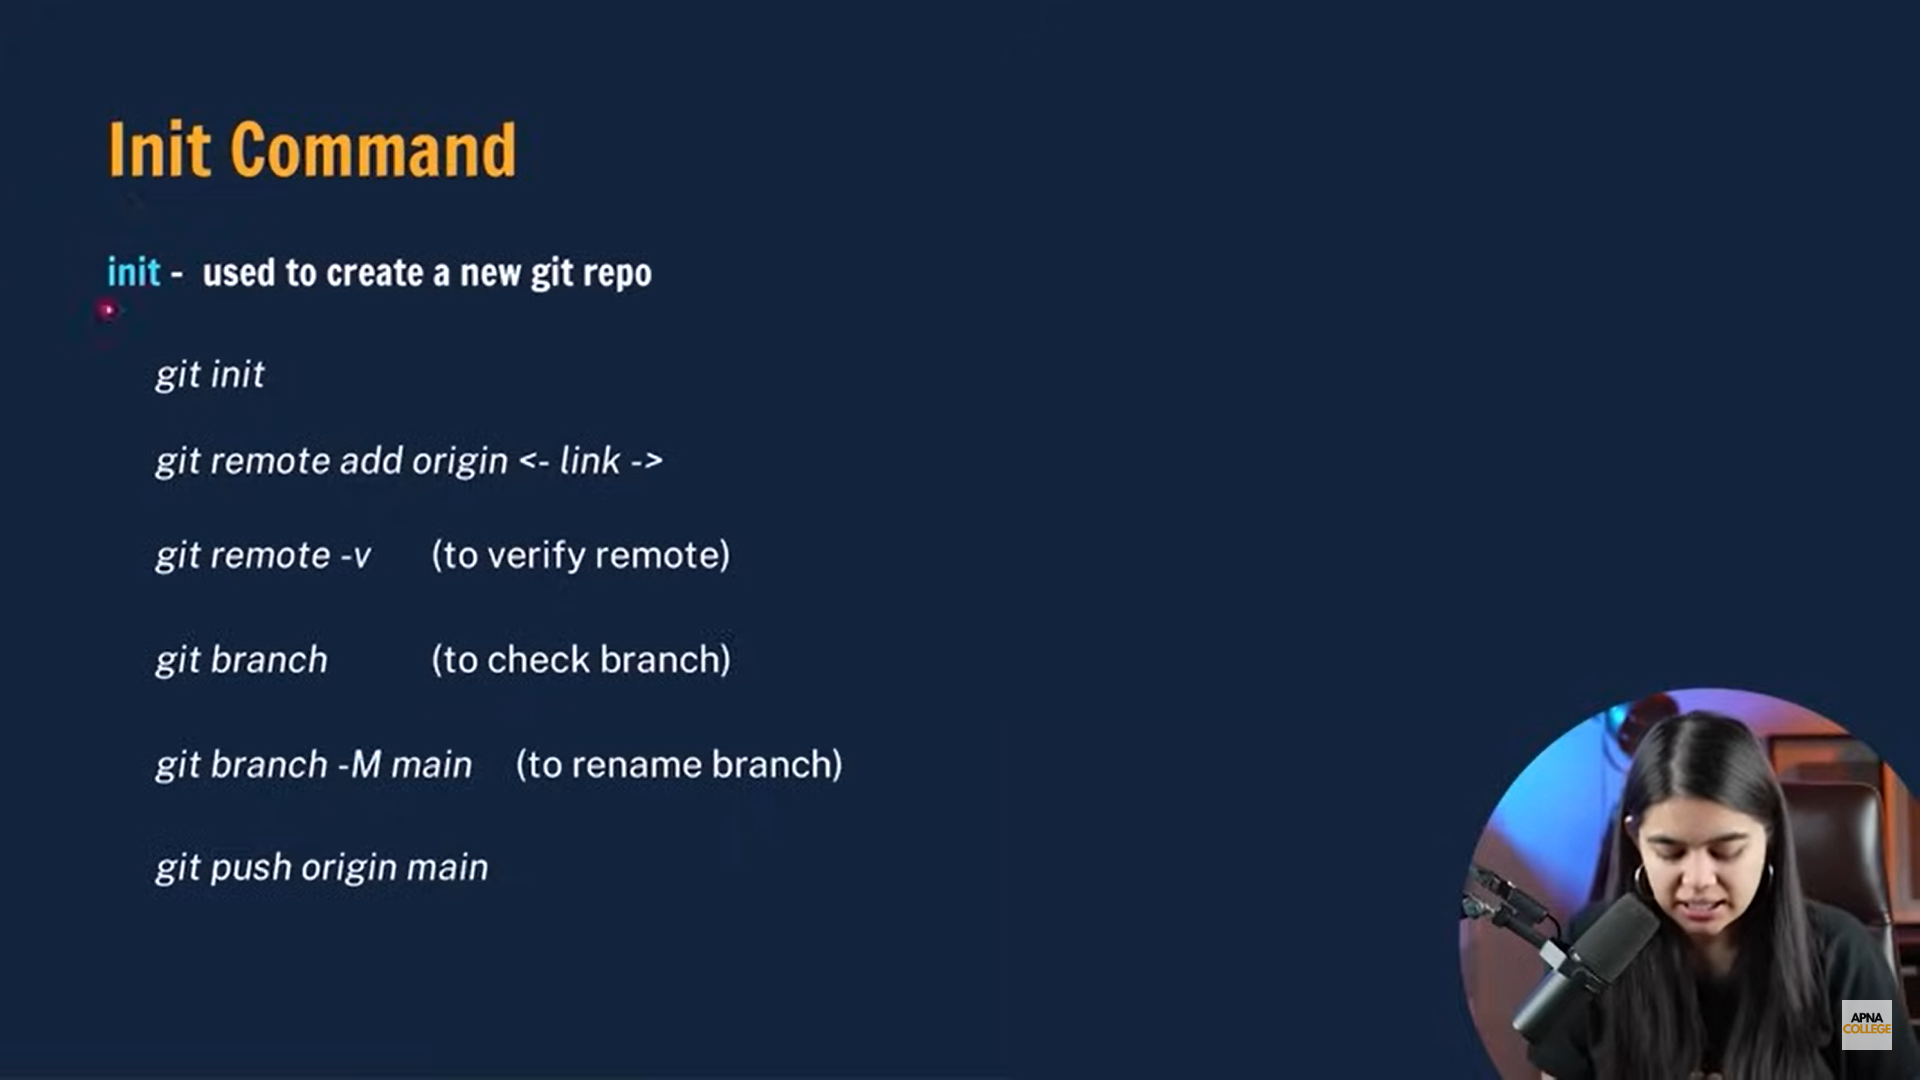 Init Command
init - used to create a new git repo
git init
git remote add origin <- link ->
git remote -v (to verify remote)
git branch (to check branch)
git branch -M main (to rename branch)
git push origin main
APNA
COLLEGE